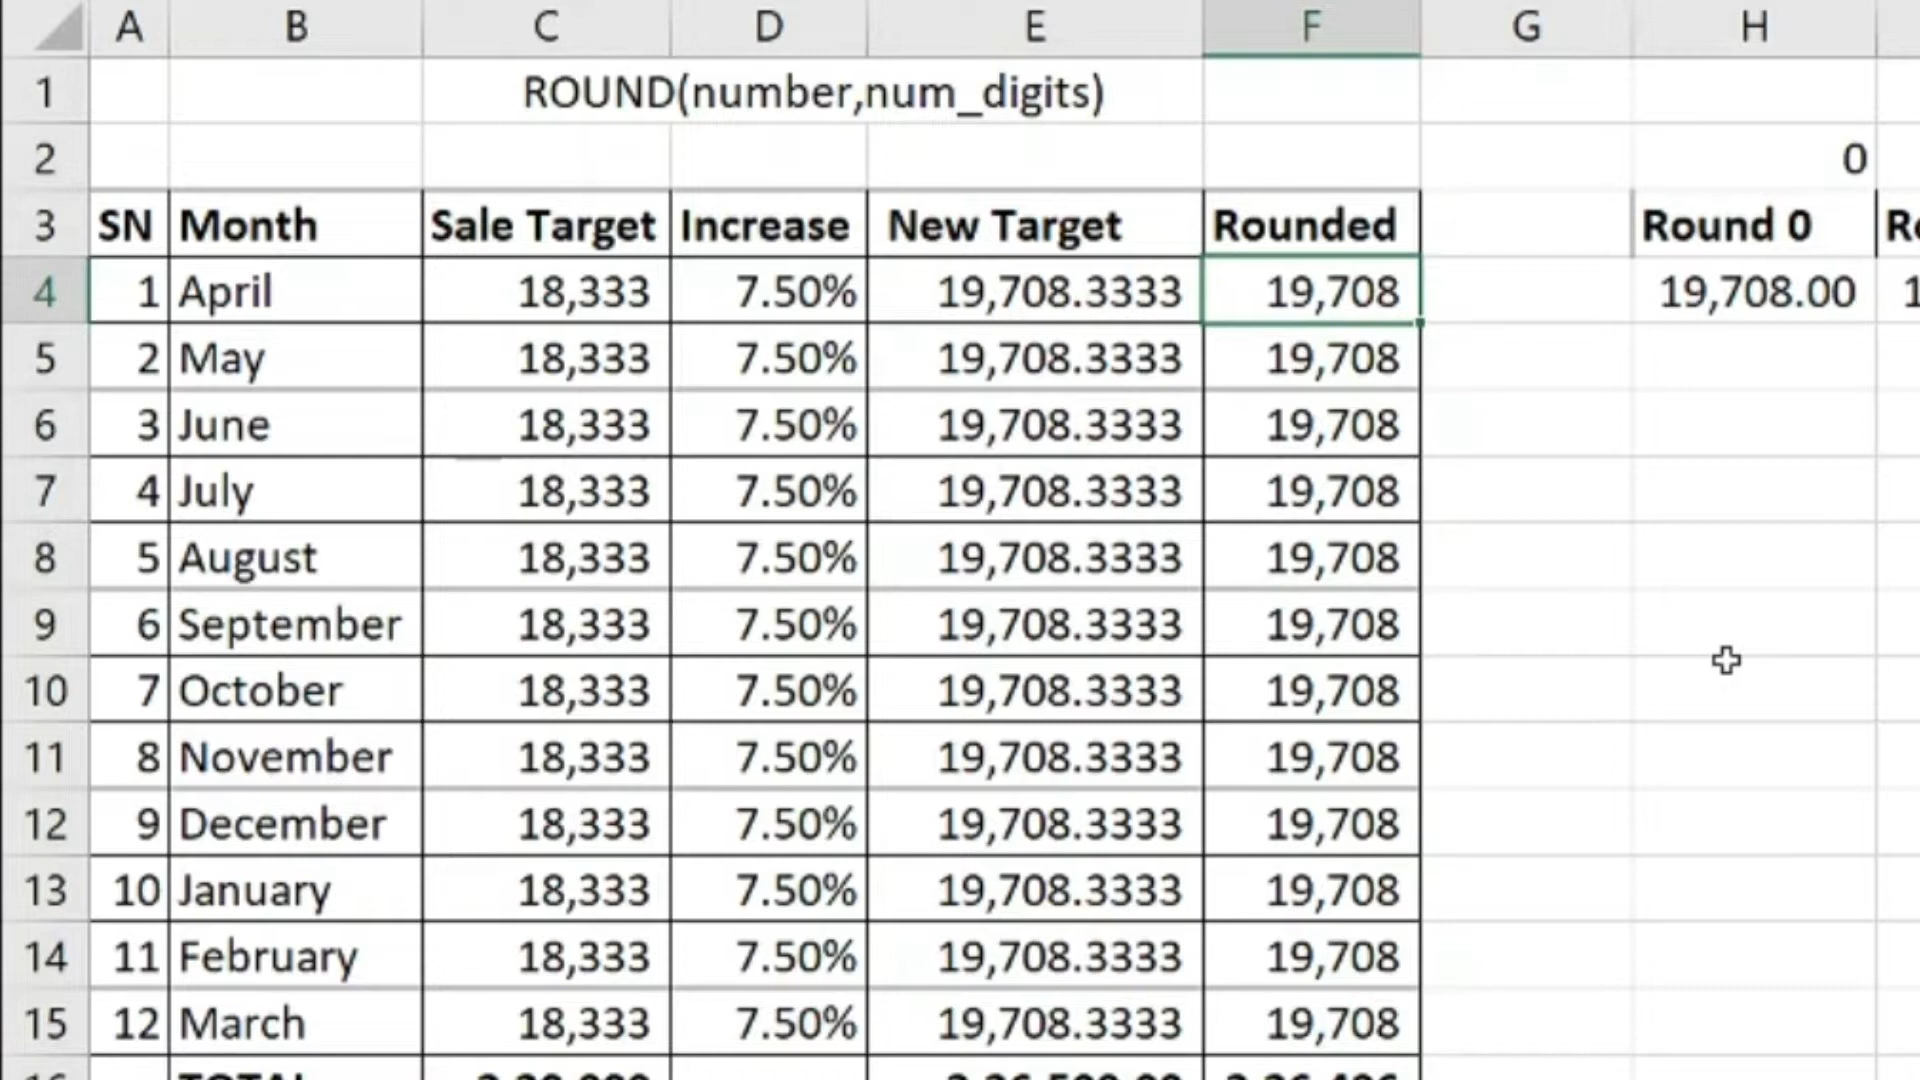 A B C D E F G H
1 ROUND(number,num_digits)
2 0
3 SN Month Sale Target Increase New Target Rounded Round 0
4 1 April 18,333 7.50% 19,708.3333 19,708 19,708.00
5 2 May 18,333 7.50% 19,708.3333 19,708
6 3 June 18,333 7.50% 19,708.3333 19,708
7 4 July 18,333 7.50% 19,708.3333 19,708
8 5 August 18,333 7.50% 19,708.3333 19,708
9 6 September 18,333 7.50% 19,708.3333 19,708
10 7 October 18,333 7.50% 19,708.3333 19,708
11 8 November 18,333 7.50% 19,708.3333 19,708
12 9 December 18,333 7.50% 19,708.3333 19,708
13 10 January 18,333 7.50% 19,708.3333 19,708
14 11 February 18,333 7.50% 19,708.3333 19,708
15 12 March 18,333 7.50% 19,708.3333 19,708
16 TOTAL